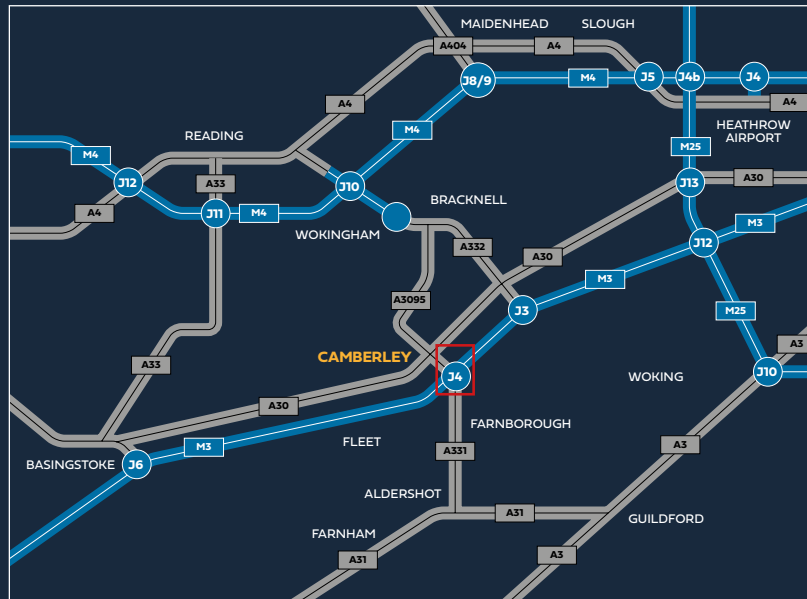 MAIDENHEAD
SLOUGH
A404
A4
J8/9
M4
J5
J4b
J4
A4
A4
HEATHROW
AIRPORT
READING
M4
M4
M25
J12
A33
J10
J13
A30
A4
J11
M4
BRACKNELL
WOKINGHAM
A332
A30
J12
M3
M3
A3095
J3
M25
A33
CAMBERLEY
J4
WOKING
A3
J10
A30
FARNBOROUGH
FLEET
M3
A331
A3
BASINGSTOKE
J6
ALDERSHOT
A31
GUILDFORD
FARNHAM
A31
A3